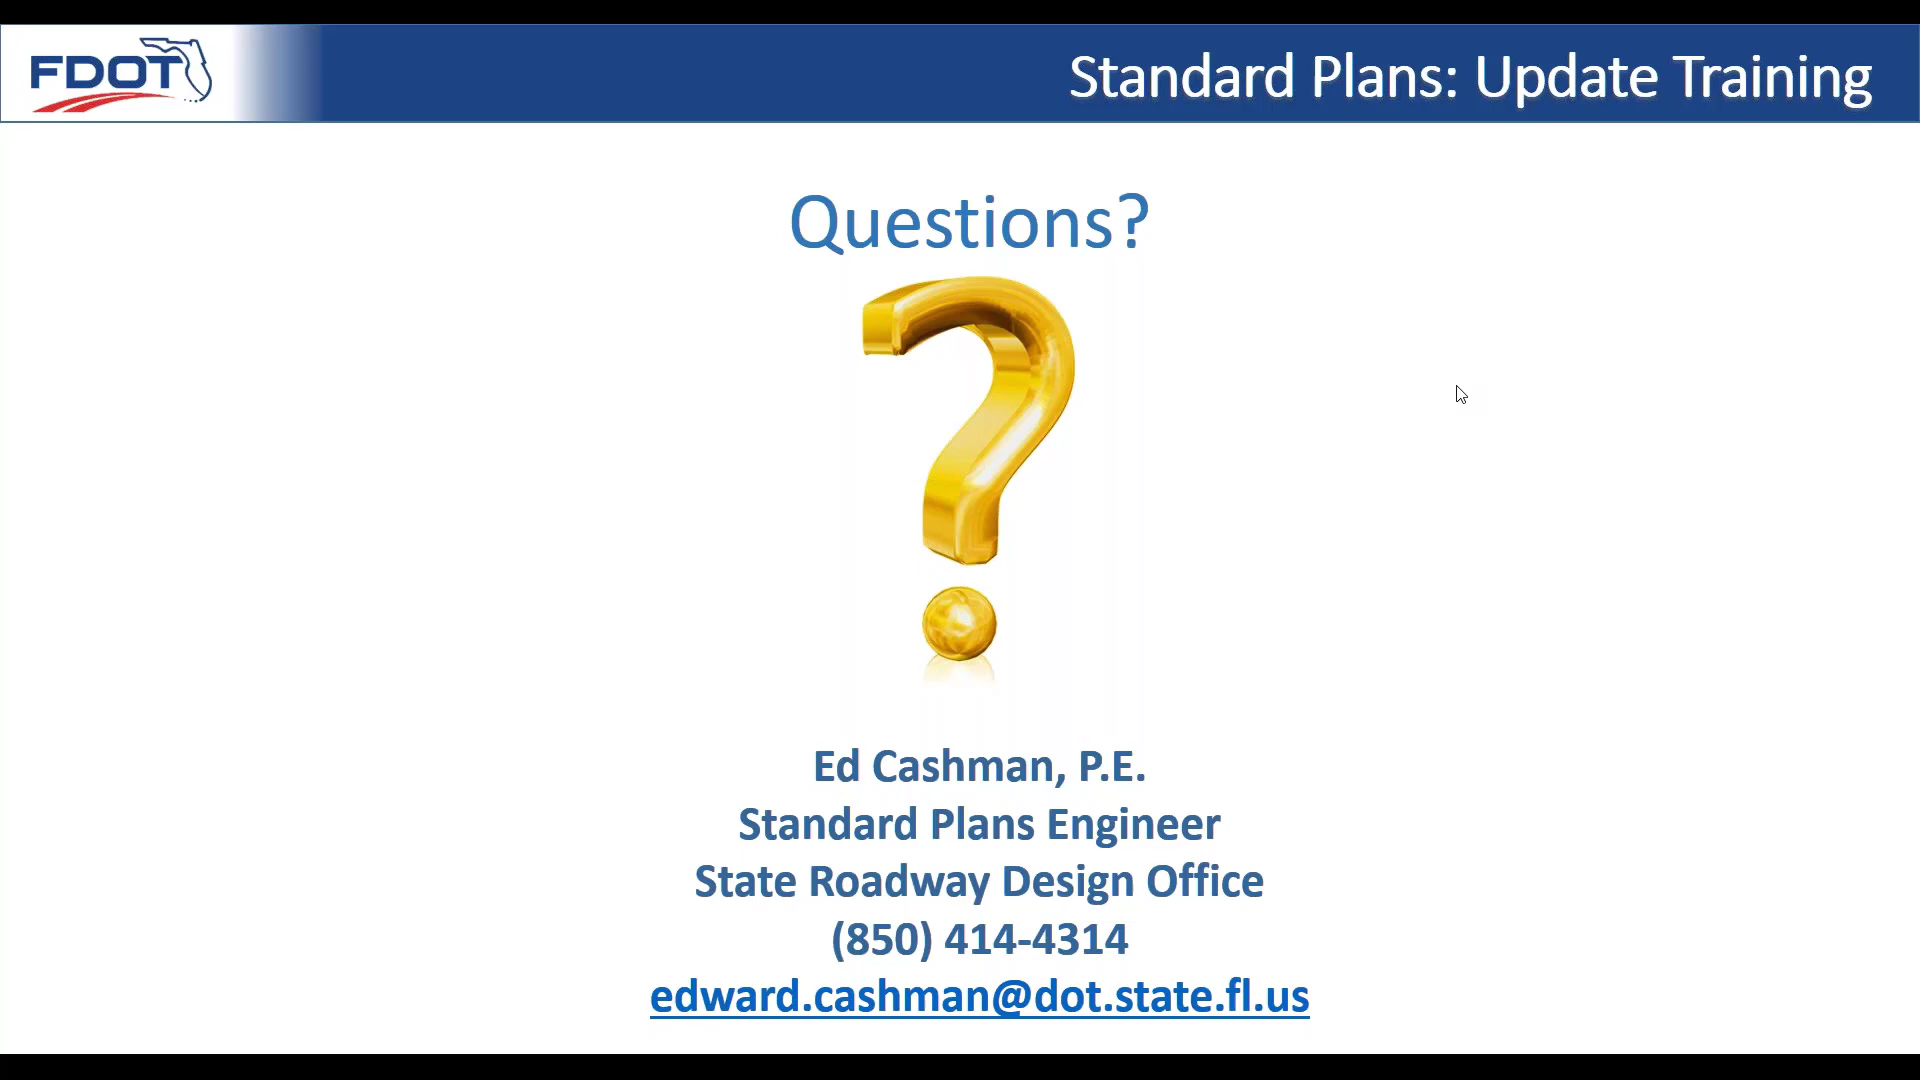 FDOT
Standard Plans: Update Training
Questions?
Ed Cashman, P.E.
Standard Plans Engineer
State Roadway Design Office
(850) 414-4314
edward.cashman@dot.state.fl.us